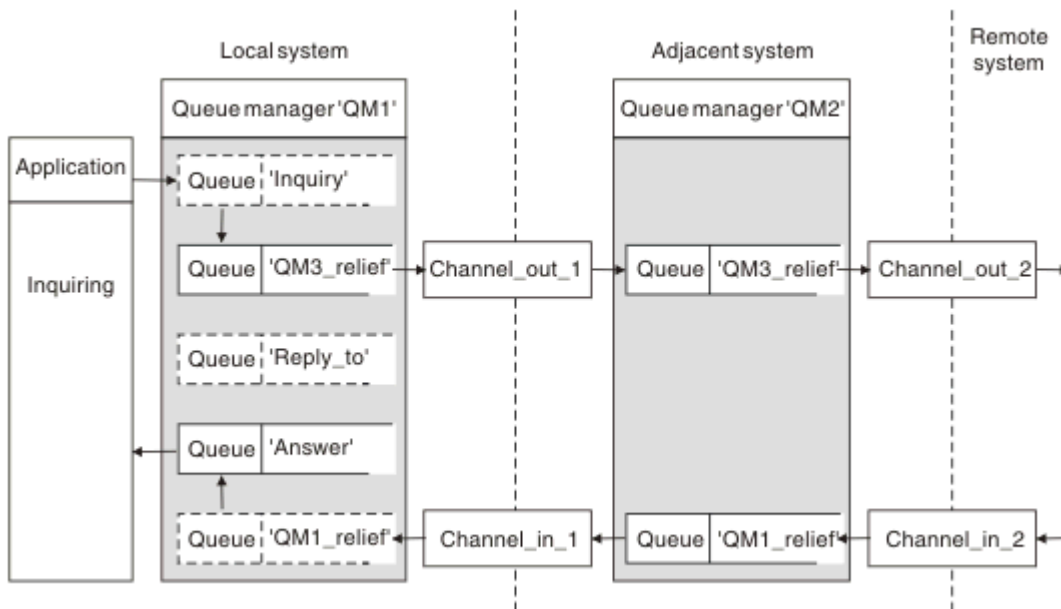 Local system
Adjacent system
Remote
system
Queue manager 'QM1'
Queue manager 'QM2'
Application
Inquiring
Queue 'Inquiry'
Queue 'QM3_relief'
Channel_out_1
Queue 'QM3_relief'
Channel_out_2
Queue 'Reply_to'
Queue 'Answer'
Queue 'QM1_relief'
Channel_in_1
Queue 'QM1_relief'
Channel_in_2